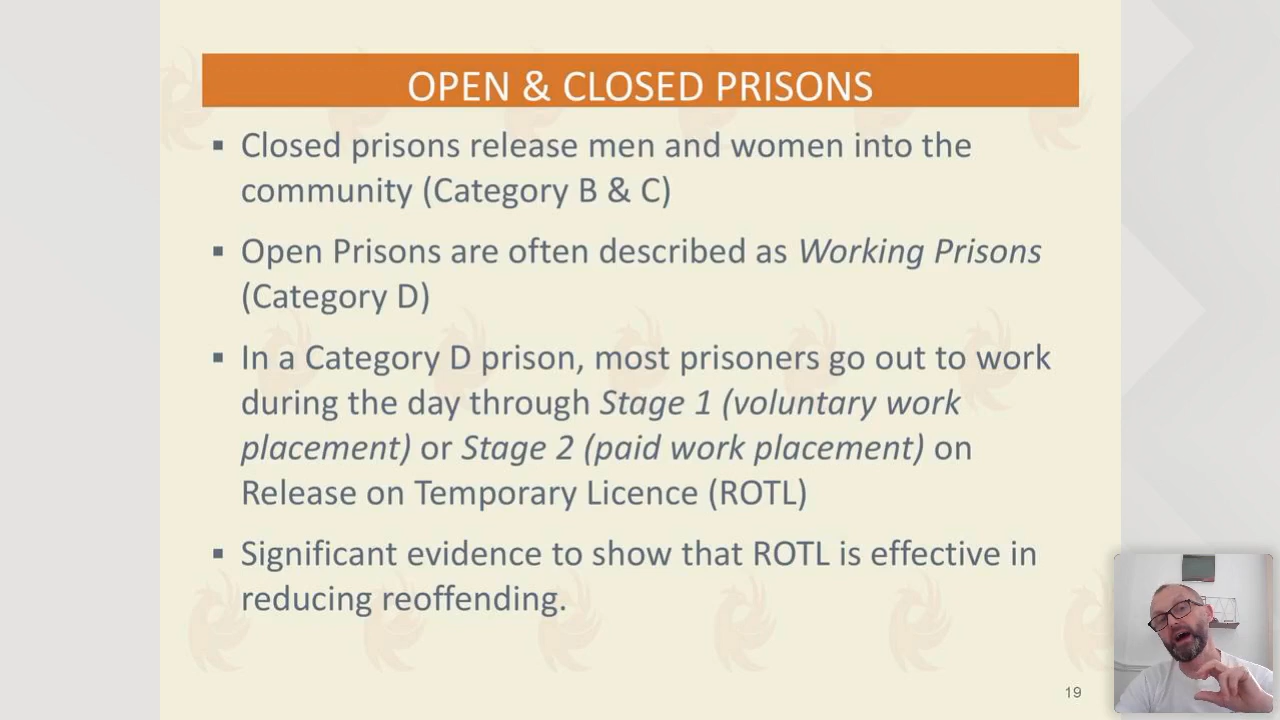 OPEN & CLOSED PRISONS
▪ Closed prisons release men and women into the
community (Category B & C)
▪ Open Prisons are often described as Working Prisons
(Category D)
▪ In a Category D prison, most prisoners go out to work
during the day through Stage 1 (voluntary work
placement) or Stage 2 (paid work placement) on
Release on Temporary Licence (ROTL)
▪ Significant evidence to show that ROTL is effective in
reducing reoffending.
19